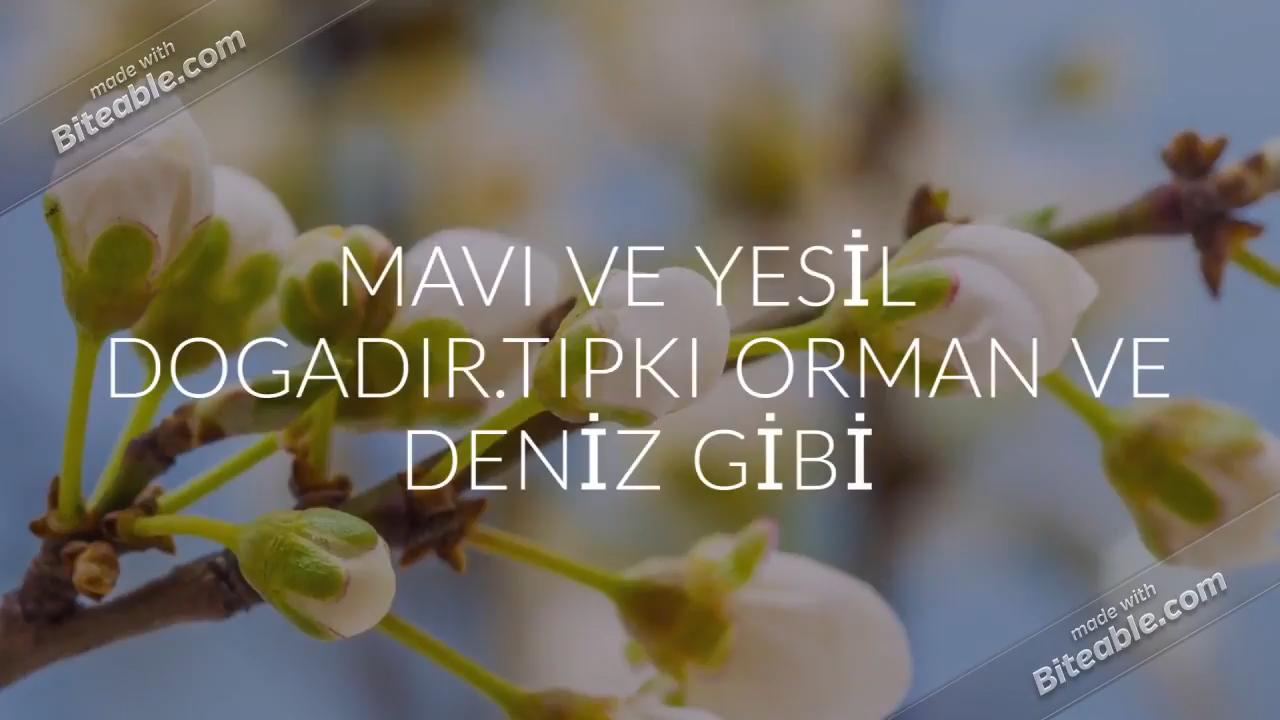 made with
Biteable.com
MAVI VE YESİL
DOGADIR.TIPKI ORMAN VE
DENİZ GİBİ
made with
Biteable.com